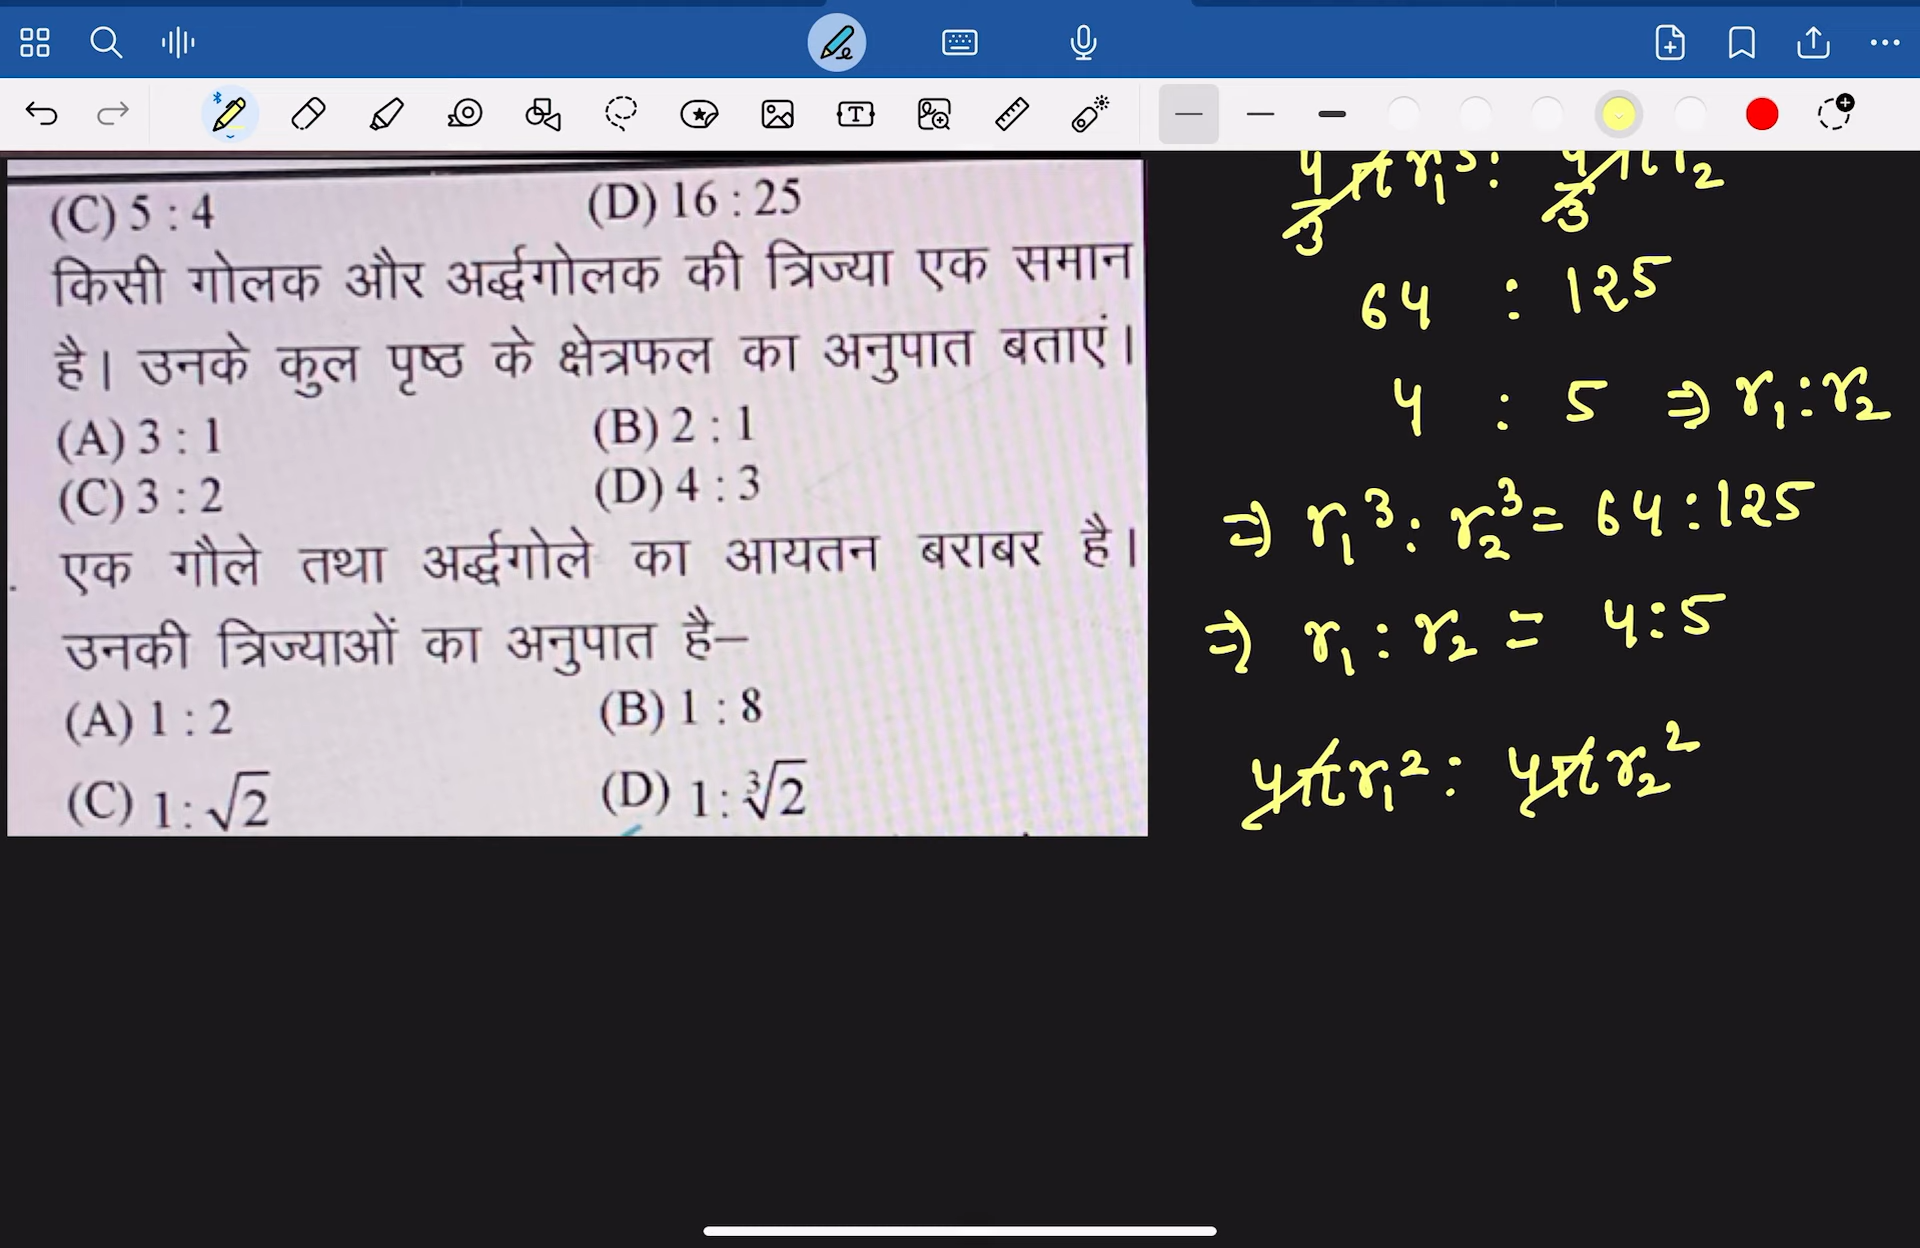 (C) 5 : 4 (D) 16 : 25
किसी गोलक और अर्द्धगोलक की त्रिज्या एक समान
है। उनके कुल पृष्ठ के क्षेत्रफल का अनुपात बताएं।
(A) 3 : 1 (B) 2 : 1
(C) 3 : 2 (D) 4 : 3
एक गौले तथा अर्द्धगोले का आयतन बराबर है।
उनकी त्रिज्याओं का अनुपात है–
(A) 1 : 2 (B) 1 : 8
(C) 1 : √2 (D) 1 : ∛2
64 : 125
4 : 5 ⇒ r₁ : r₂
⇒ r₁³ : r₂³ = 64 : 125
⇒ r₁ : r₂ = 4 : 5
4πr₁² : 4πr₂²